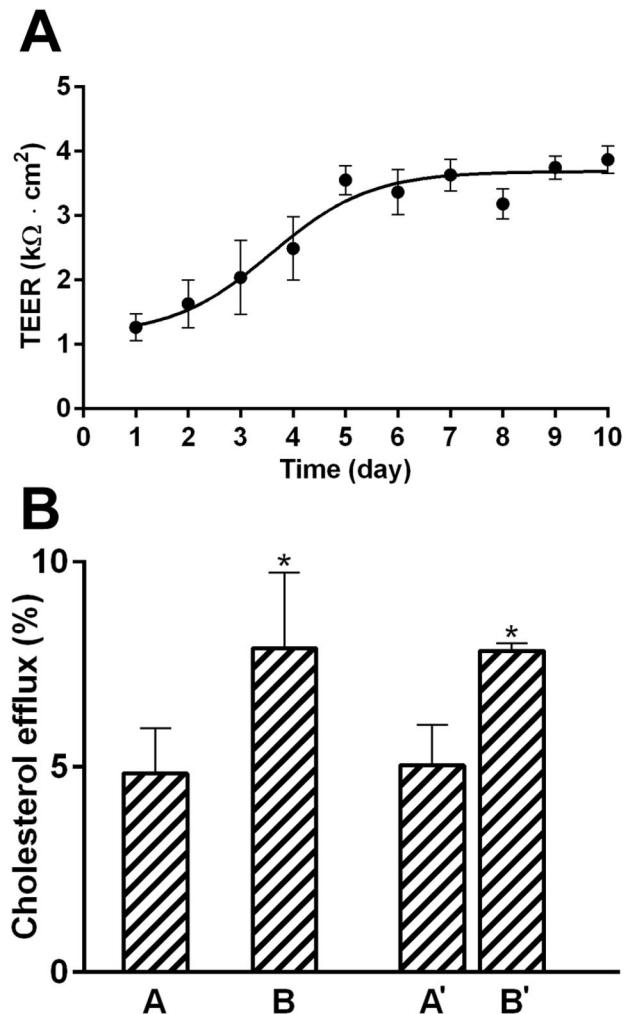 A
5
4
3
2
1
0
TEER (kΩ · cm²)
0 1 2 3 4 5 6 7 8 9 10
Time (day)
B
10
5
0
Cholesterol efflux (%)
* *
A B A' B'